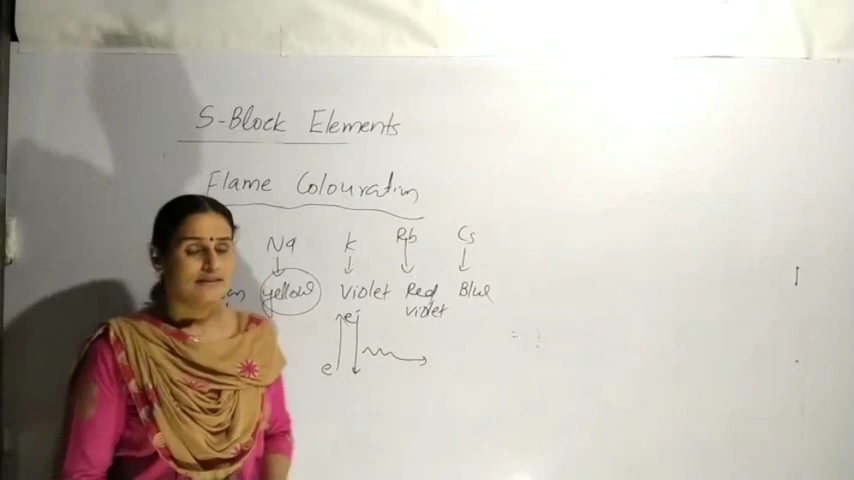 S-Block Elements
Flame Colouration
Na K Rb Cs
yellow Violet Red Blue
violet
e
e